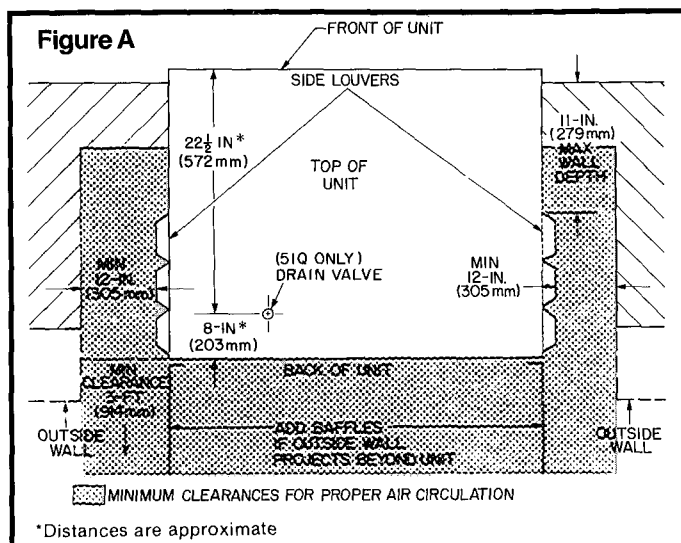 Figure A
FRONT OF UNIT
SIDE LOUVERS
22½ IN*
(572mm)
TOP OF
UNIT
11-IN.
(279mm)
MAX
WALL
DEPTH
(51Q ONLY)
DRAIN VALVE
MIN
12-IN.
(305mm)
MIN
12-IN.
(305mm)
8-IN*
(203mm)
MIN
CLEARANCE
3-FT
(914mm)
BACK OF UNIT
OUTSIDE
WALL
ADD BAFFLES
IF OUTSIDE WALL
PROJECTS BEYOND UNIT
OUTSIDE
WALL
MINIMUM CLEARANCES FOR PROPER AIR CIRCULATION
*Distances are approximate